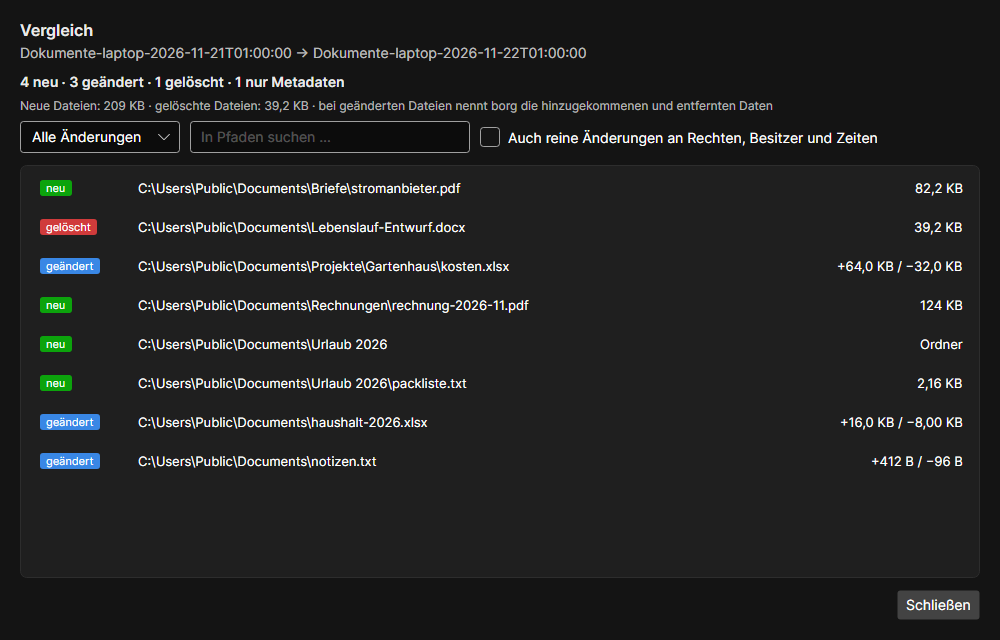 Vergleich
Dokumente-laptop-2026-11-21T01:00:00 → Dokumente-laptop-2026-11-22T01:00:00
4 neu · 3 geändert · 1 gelöscht · 1 nur Metadaten
Neue Dateien: 209 KB · gelöschte Dateien: 39,2 KB · bei geänderten Dateien nennt borg die hinzugekommenen und entfernten Daten
Alle Änderungen In Pfaden suchen ... Auch reine Änderungen an Rechten, Besitzer und Zeiten
neu C:\Users\Public\Documents\Briefe\stromanbieter.pdf 82,2 KB
gelöscht C:\Users\Public\Documents\Lebenslauf-Entwurf.docx 39,2 KB
geändert C:\Users\Public\Documents\Projekte\Gartenhaus\kosten.xlsx +64,0 KB / −32,0 KB
neu C:\Users\Public\Documents\Rechnungen\rechnung-2026-11.pdf 124 KB
neu C:\Users\Public\Documents\Urlaub 2026 Ordner
neu C:\Users\Public\Documents\Urlaub 2026\packliste.txt 2,16 KB
geändert C:\Users\Public\Documents\haushalt-2026.xlsx +16,0 KB / −8,00 KB
geändert C:\Users\Public\Documents\notizen.txt +412 B / −96 B
Schließen